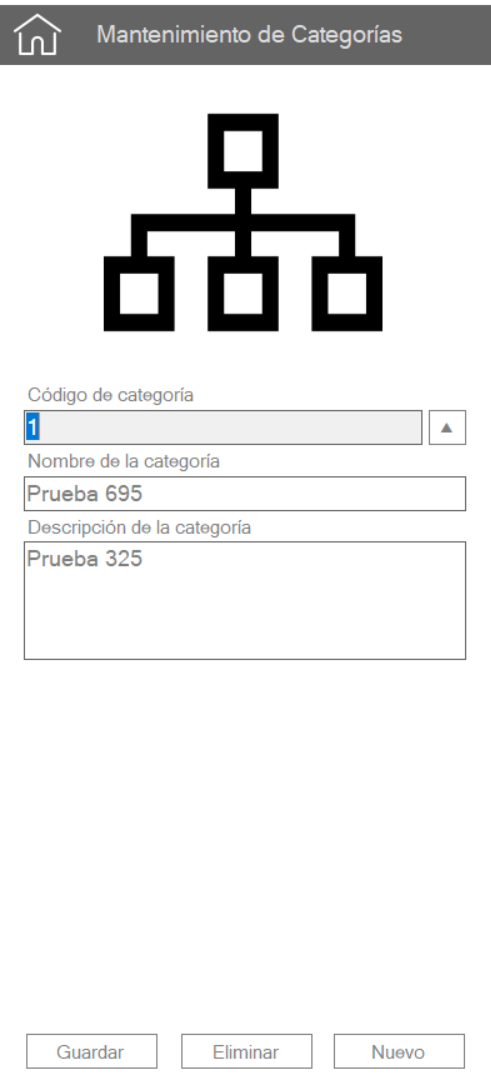 Mantenimiento de Categorías
Código de categoría
1
Nombre de la categoría
Prueba 695
Descripción de la categoría
Prueba 325
Guardar Eliminar Nuevo